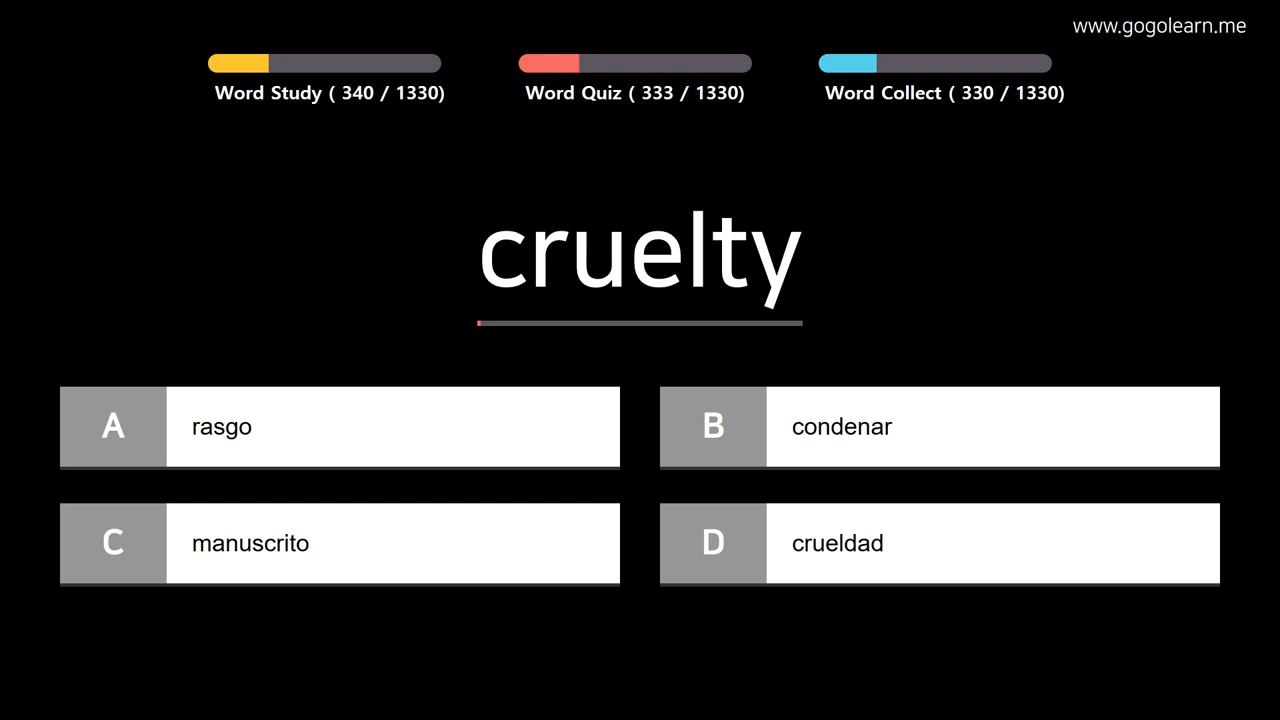 www.gogolearn.me
Word Study ( 340 / 1330)
Word Quiz ( 333 / 1330)
Word Collect ( 330 / 1330)
cruelty
A rasgo
B condenar
C manuscrito
D crueldad